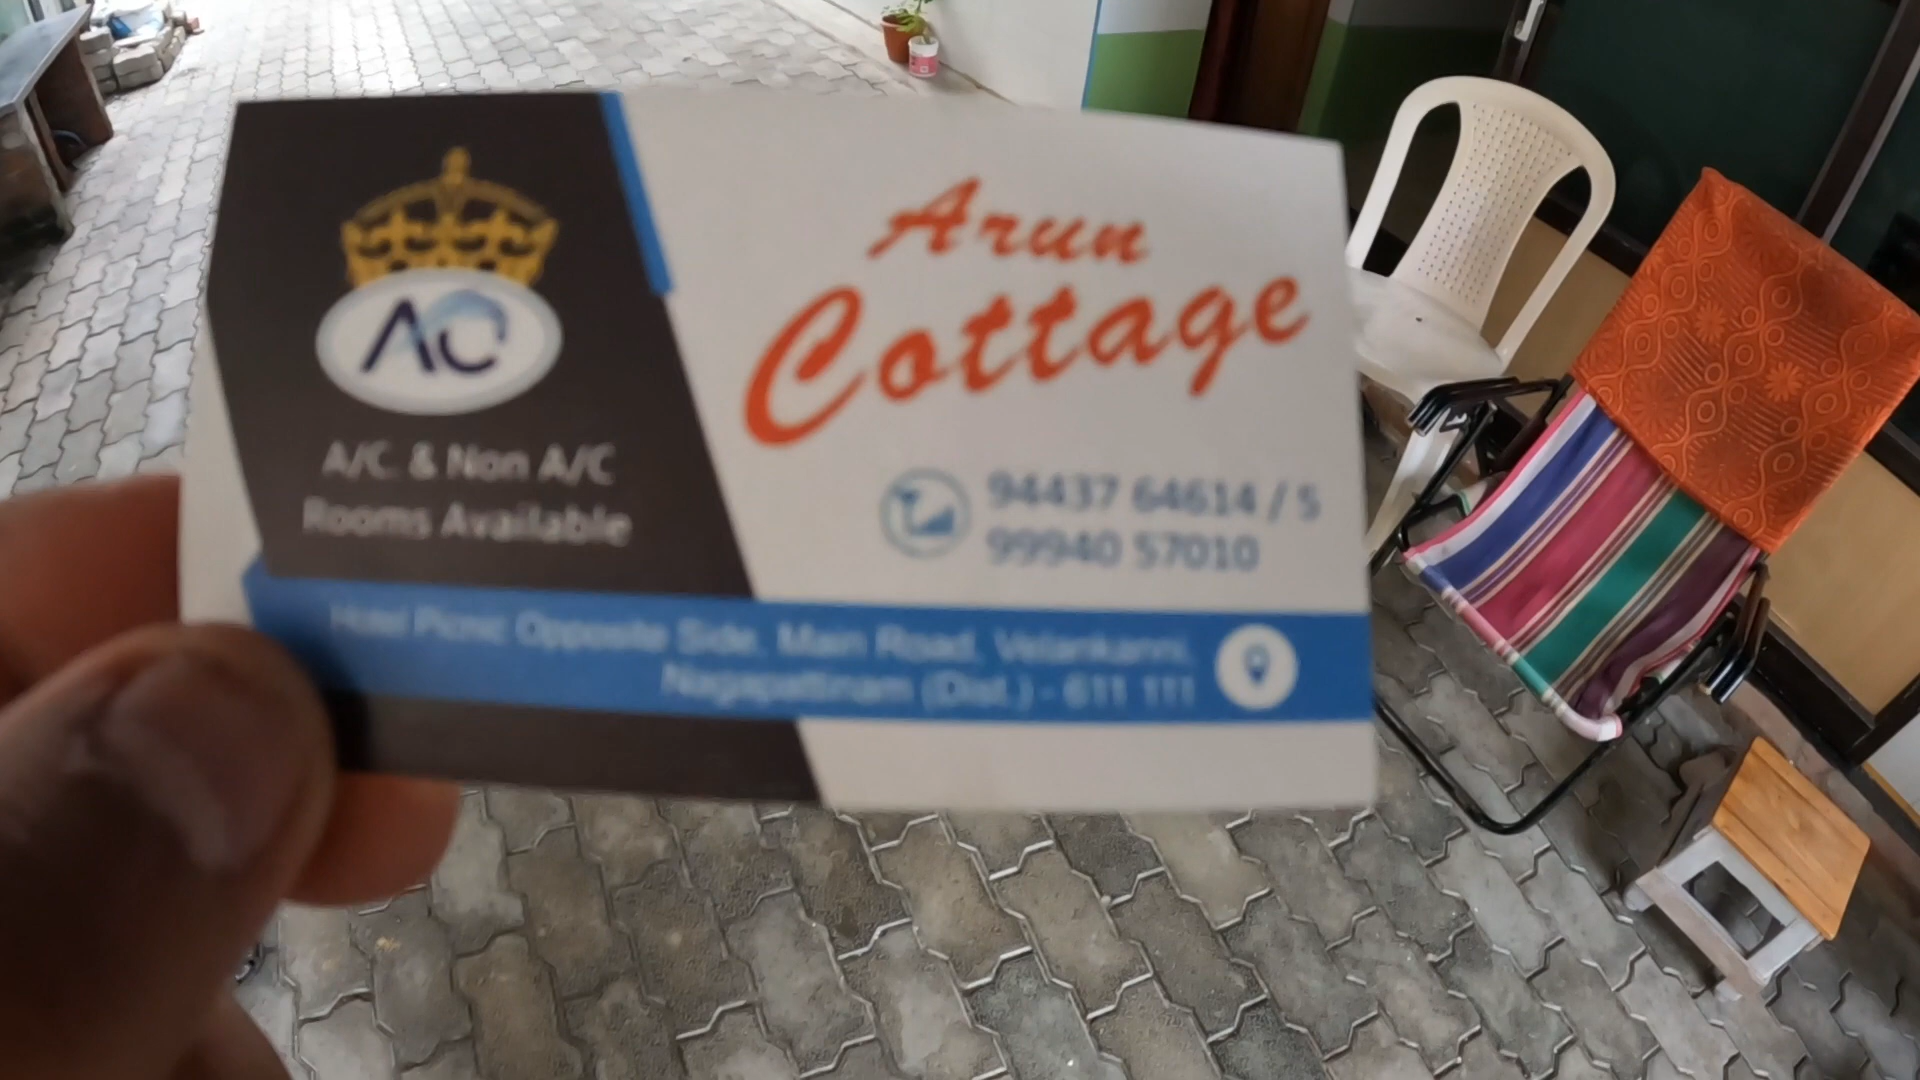 AC
A/C. & Non A/C
Rooms Available
Arun
Cottage
94437 64614 / 5
99940 57010
Hotel Picnic Opposite Side, Main Road, Velankanni,
Nagapattinam (Dist.) - 611 111